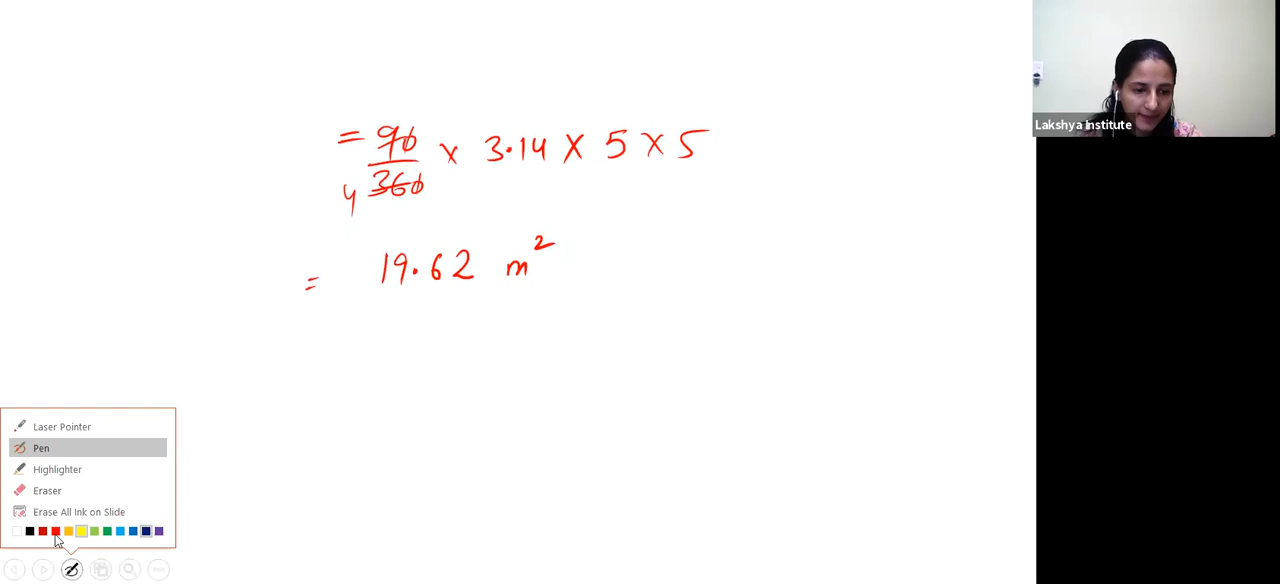 = 90/360 x 3.14 x 5 x 5
4
= 19.62 m²
Lakshya Institute
Laser Pointer
Pen
Highlighter
Eraser
Erase All Ink on Slide